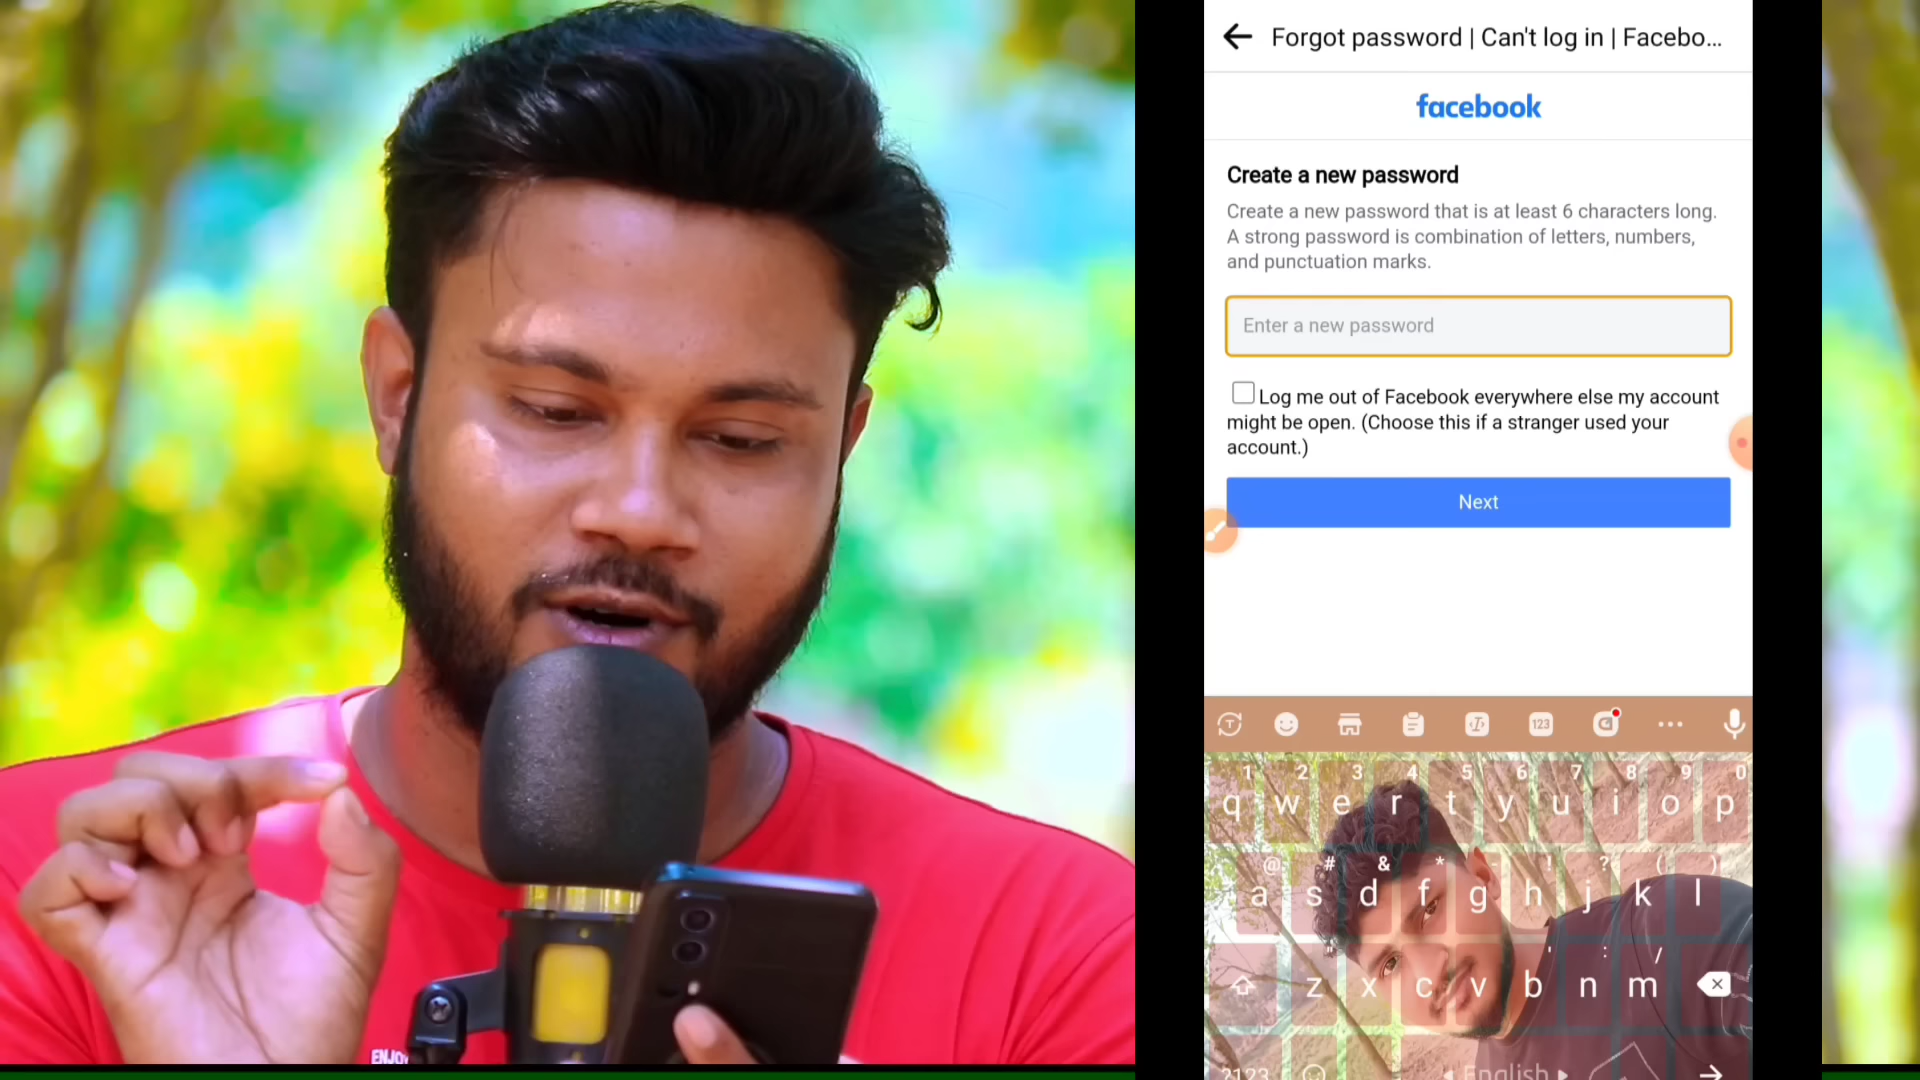 Forgot password | Can't log in | Facebo...
facebook
Create a new password
Create a new password that is at least 6 characters long.
A strong password is combination of letters, numbers,
and punctuation marks.
Enter a new password
Log me out of Facebook everywhere else my account
might be open. (Choose this if a stranger used your
account.)
Next
T 123
1 2 3 4 5 6 7 8 9 0
q w e r t y u i o p
@ # & * - ! ? ( )
a s d f g h j k l
" ' : /
z x c v b n m
?123 English
ENJO